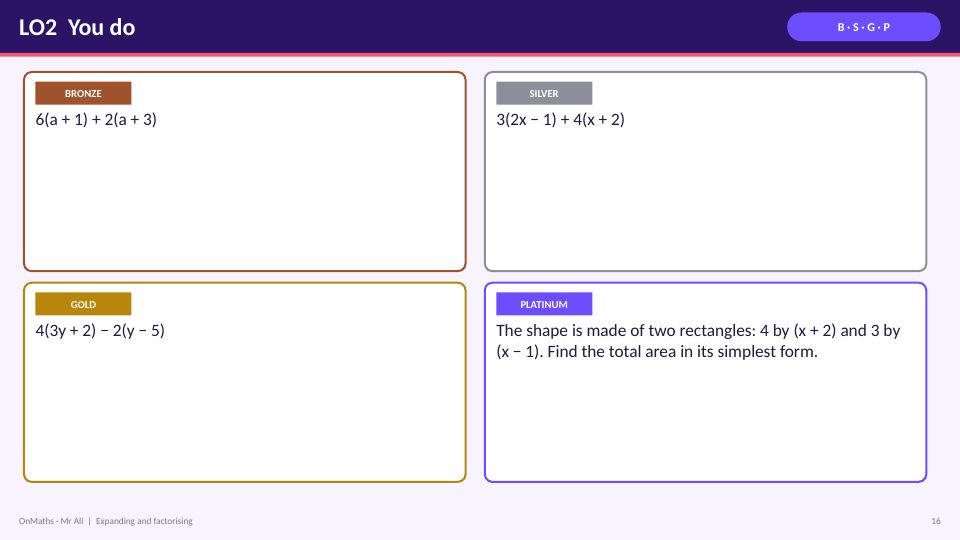 LO2  You do
B · S · G · P
BRONZE
6(a + 1) + 2(a + 3)
SILVER
3(2x − 1) + 4(x + 2)
GOLD
4(3y + 2) − 2(y − 5)
PLATINUM
The shape is made of two rectangles: 4 by (x + 2) and 3 by
(x − 1). Find the total area in its simplest form.
OnMaths · Mr Ali  |  Expanding and factorising
16